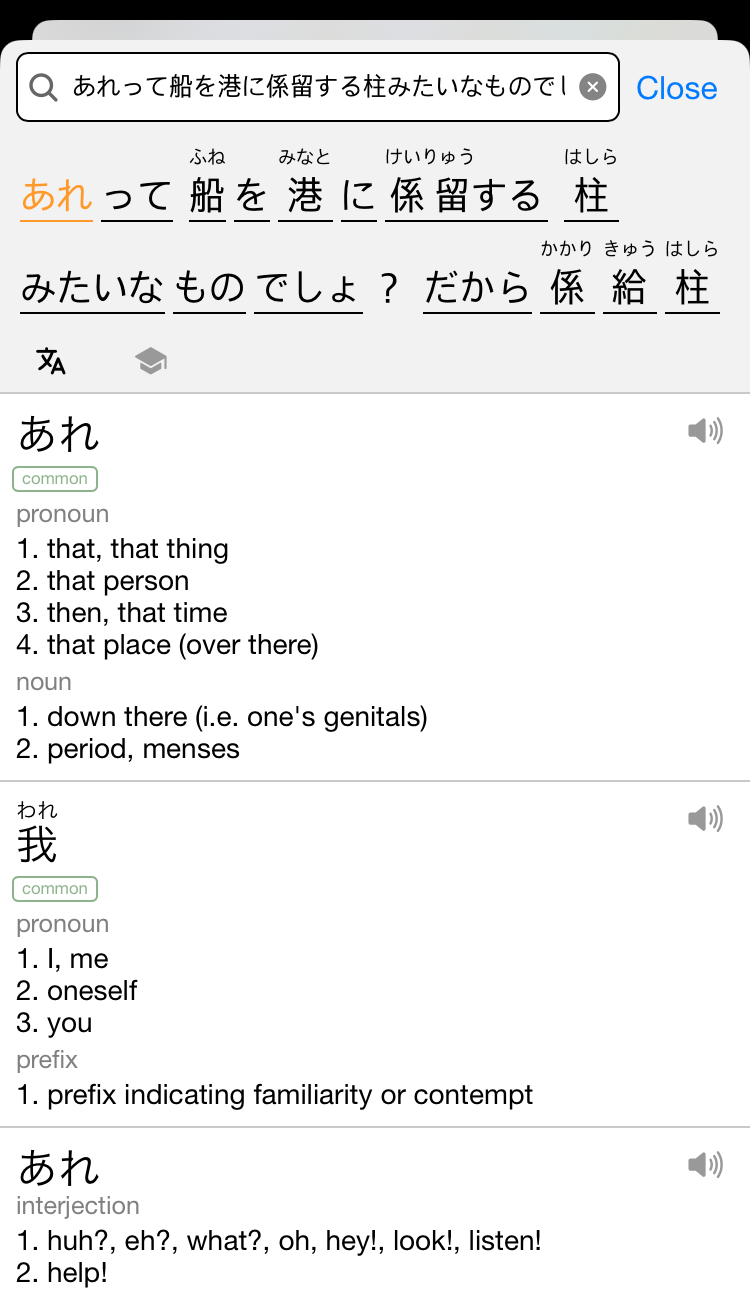 あれって船を港に係留する柱みたいなものでし
Close
ふね みなと けいりゅう はしら
あれ って 船 を 港 に 係留する 柱
かかり きゅう はしら
みたいな もの でしょ ？ だから 係 給 柱
文A
あれ
common
pronoun
1. that, that thing
2. that person
3. then, that time
4. that place (over there)
noun
1. down there (i.e. one's genitals)
2. period, menses
われ
我
common
pronoun
1. I, me
2. oneself
3. you
prefix
1. prefix indicating familiarity or contempt
あれ
interjection
1. huh?, eh?, what?, oh, hey!, look!, listen!
2. help!